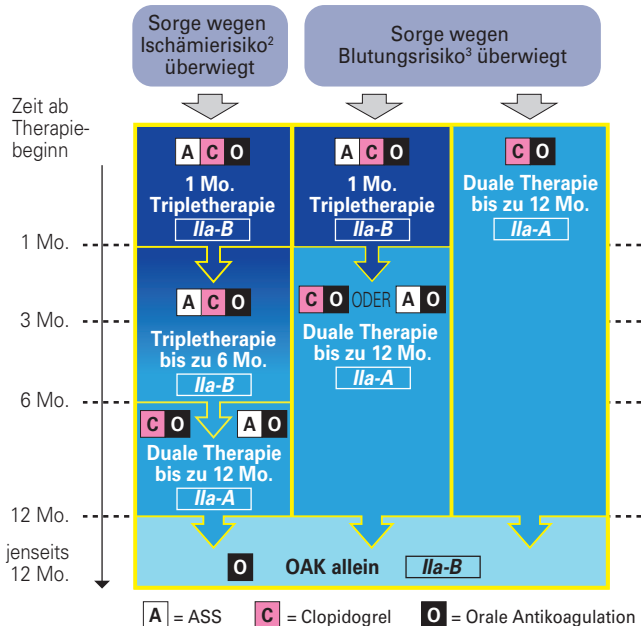 Sorge wegen
Ischämierisiko²
überwiegt
Sorge wegen
Blutungsrisiko³ überwiegt
Zeit ab
Therapie-
beginn
A C O
1 Mo.
Tripletherapie
IIa-B
A C O
1 Mo.
Tripletherapie
IIa-B
C O
Duale Therapie
bis zu 12 Mo.
IIa-A
1 Mo.
A C O
Tripletherapie
bis zu 6 Mo.
IIa-B
C O ODER A O
Duale Therapie
bis zu 12 Mo.
IIa-A
3 Mo.
6 Mo.
C O A O
Duale Therapie
bis zu 12 Mo.
IIa-A
12 Mo.
jenseits
12 Mo.
O OAK allein IIa-B
A = ASS C = Clopidogrel O = Orale Antikoagulation